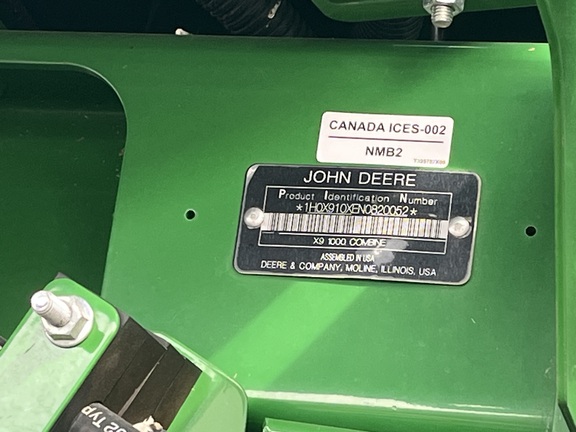 CANADA ICES-002
NMB2
JOHN DEERE
Product Identification Number
*1H0X910XEN0820052*
X9 1000 COMBINE
ASSEMBLED IN USA
DEERE & COMPANY, MOLINE, ILLINOIS, USA